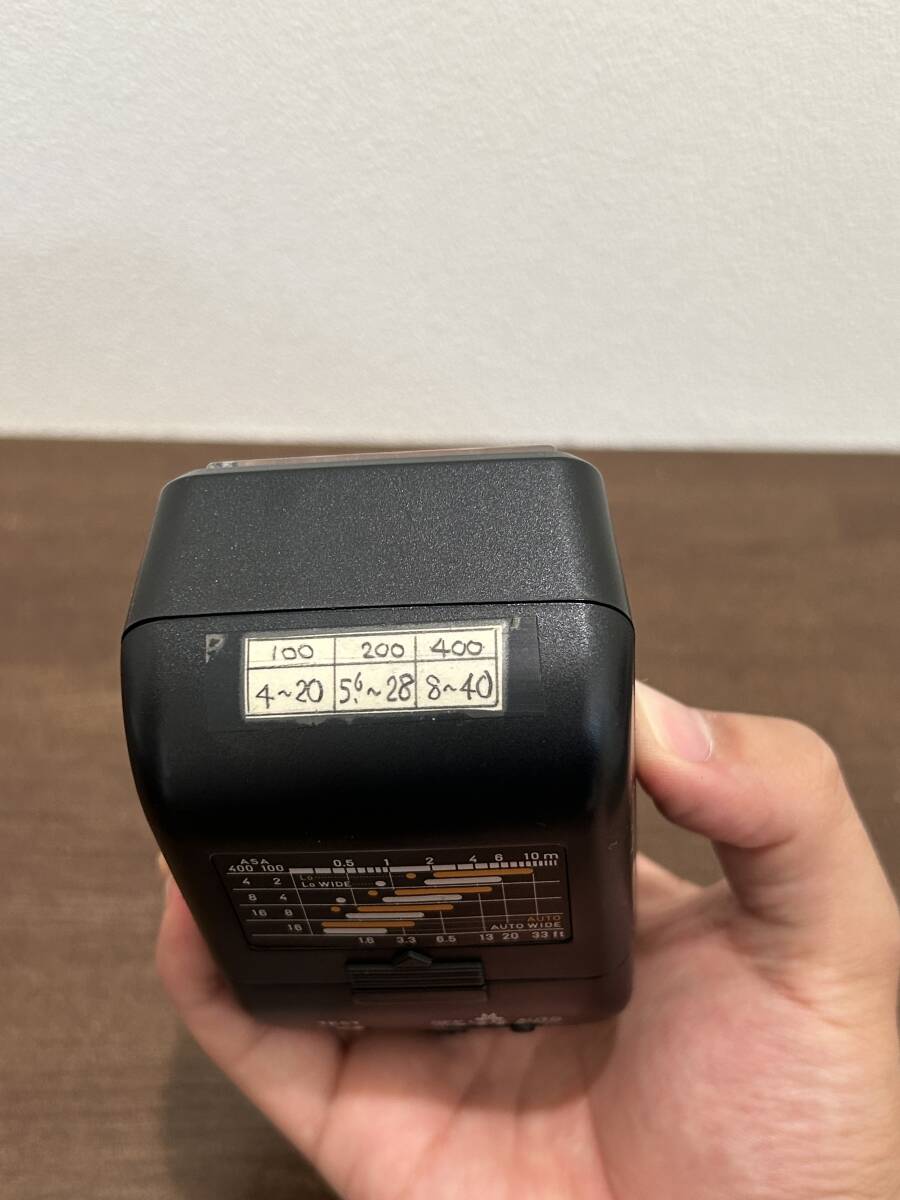 P
100 200 400
4~20 5.6~28 8~40
ASA
400 100 0.5 1 2 4 6 10 m
Lo
4 2 Lo WIDE
8 4
16 8 AUTO
16 AUTO WIDE
1.6 3.3 6.5 13 20 33 ft
AUTO